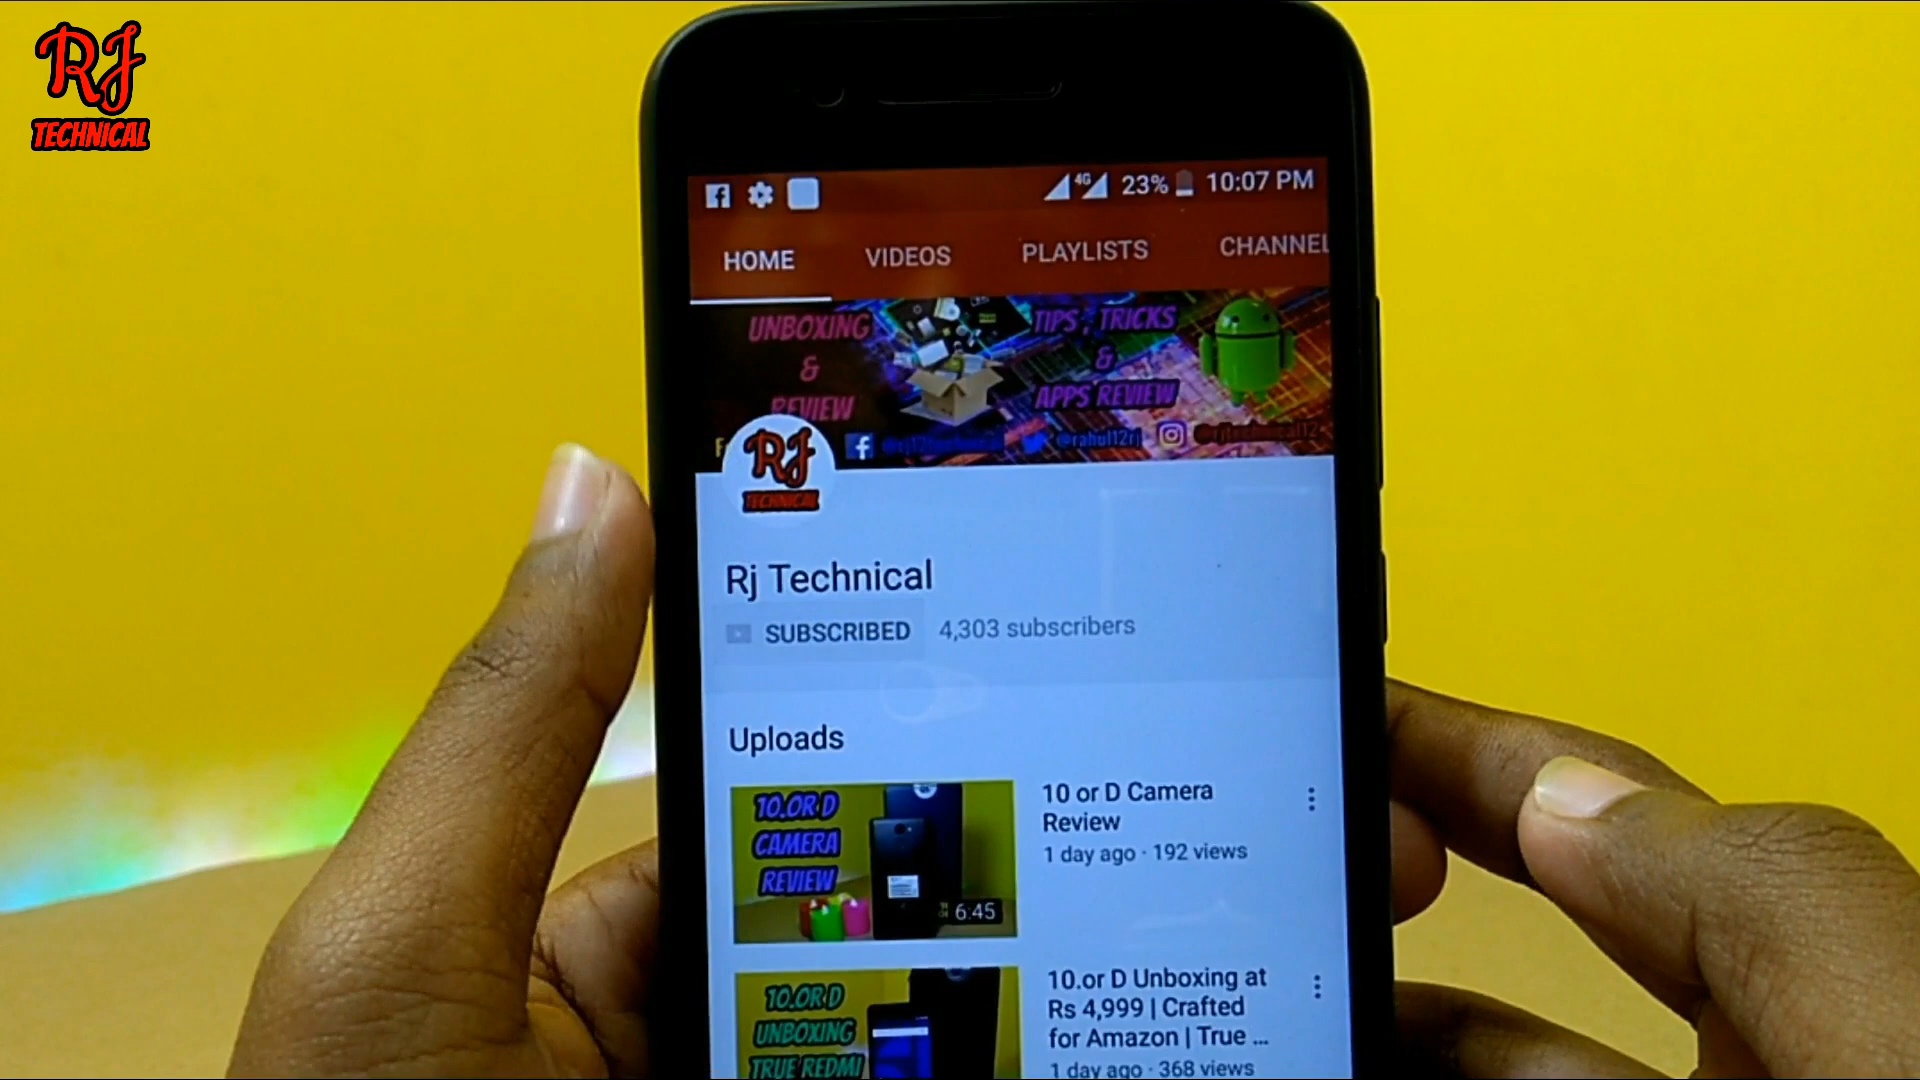 RJ
TECHNICAL
4G 23% 10:07 PM
HOME VIDEOS PLAYLISTS CHANNEL
UNBOXING
&
REVIEW
TIPS, TRICKS
&
APPS REVIEW
@rahul12rj
RJ
TECHNICAL
Rj Technical
SUBSCRIBED 4,303 subscribers
Uploads
10.OR D
CAMERA
REVIEW
6:45
10 or D Camera
Review
1 day ago · 192 views
10.OR D
UNBOXING
TRUE REDMI
10.or D Unboxing at
Rs 4,999 | Crafted
for Amazon | True ...
1 day ago · 368 views